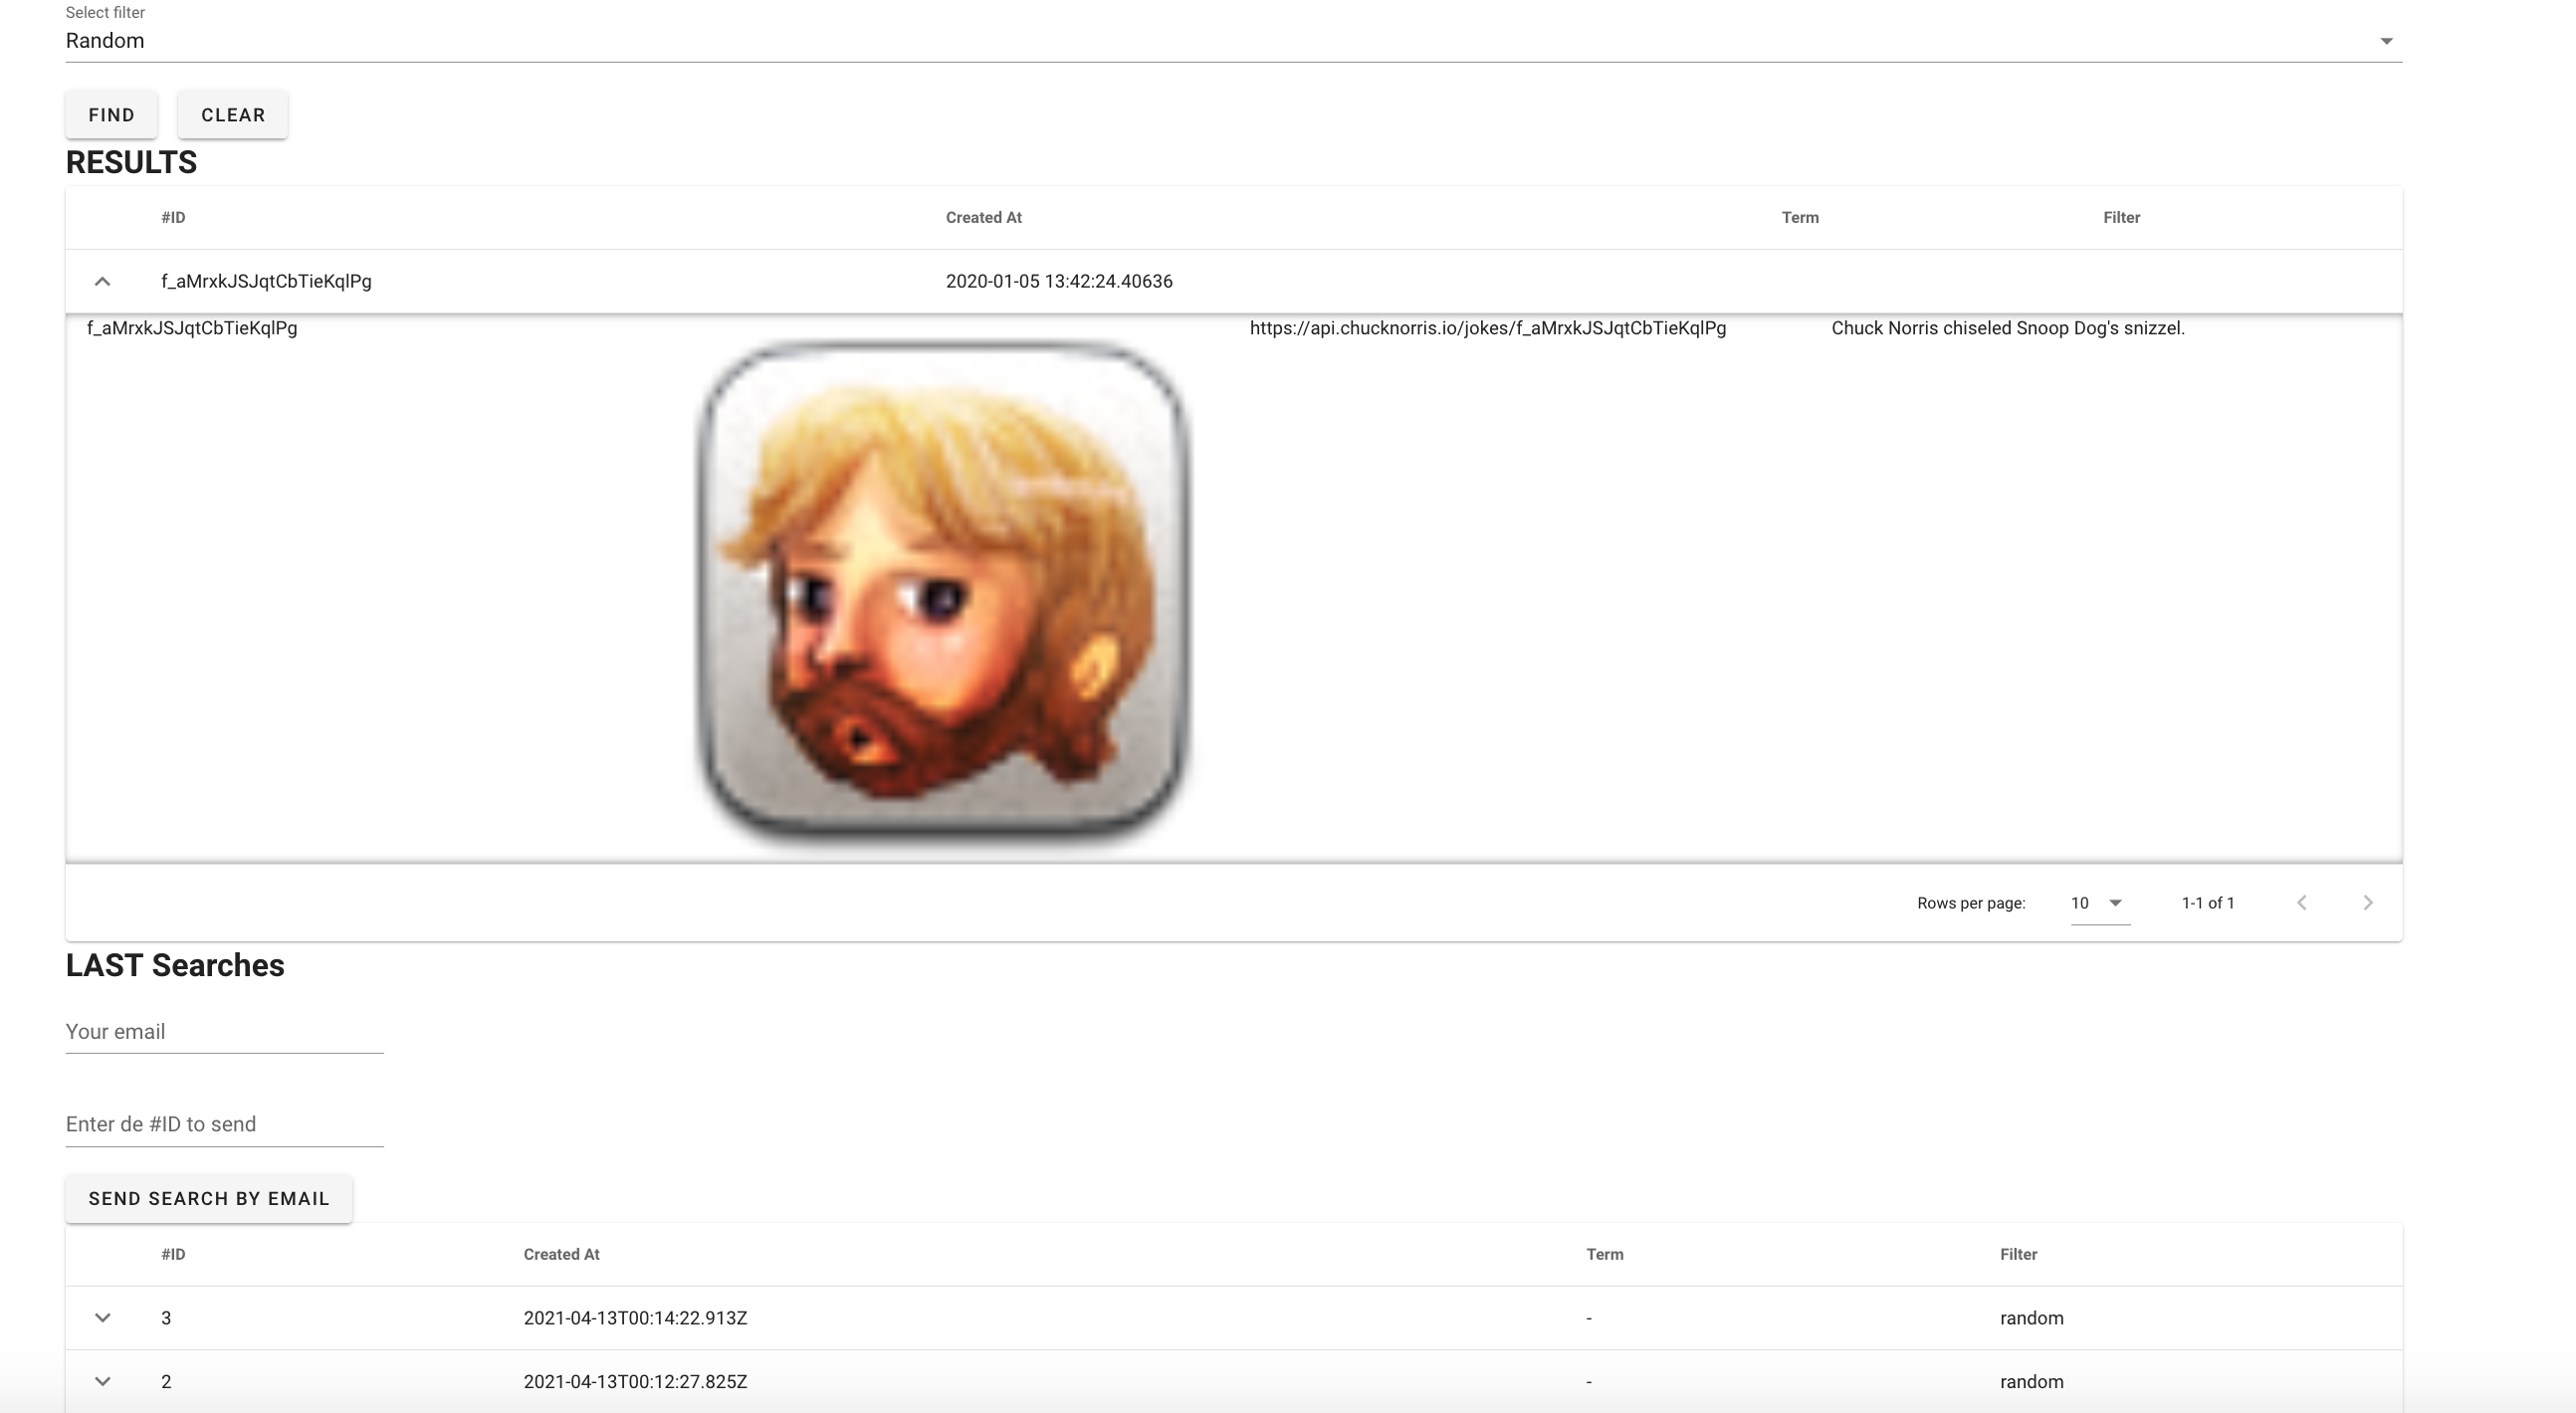 Select filter
Random
FIND CLEAR
RESULTS
#ID Created At Term Filter
f_aMrxkJSJqtCbTieKqlPg 2020-01-05 13:42:24.40636
f_aMrxkJSJqtCbTieKqlPg https://api.chucknorris.io/jokes/f_aMrxkJSJqtCbTieKqlPg Chuck Norris chiseled Snoop Dog's snizzel.
Rows per page: 10 1-1 of 1
LAST Searches
Your email
Enter de #ID to send
SEND SEARCH BY EMAIL
#ID Created At Term Filter
3 2021-04-13T00:14:22.913Z - random
2 2021-04-13T00:12:27.825Z - random